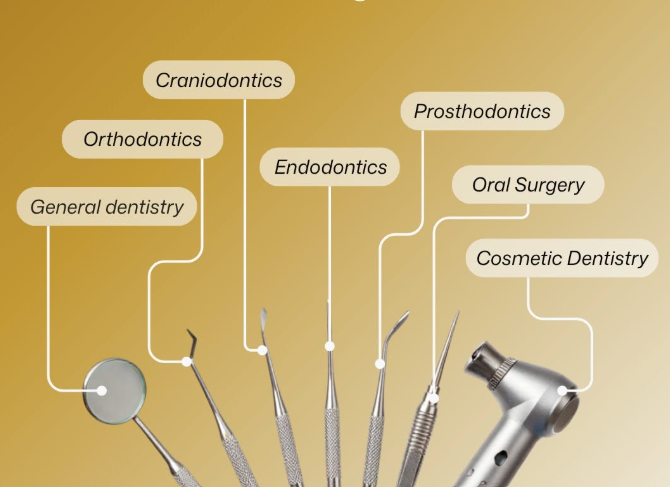 Craniodontics
Prosthodontics
Orthodontics
Endodontics
Oral Surgery
General dentistry
Cosmetic Dentistry